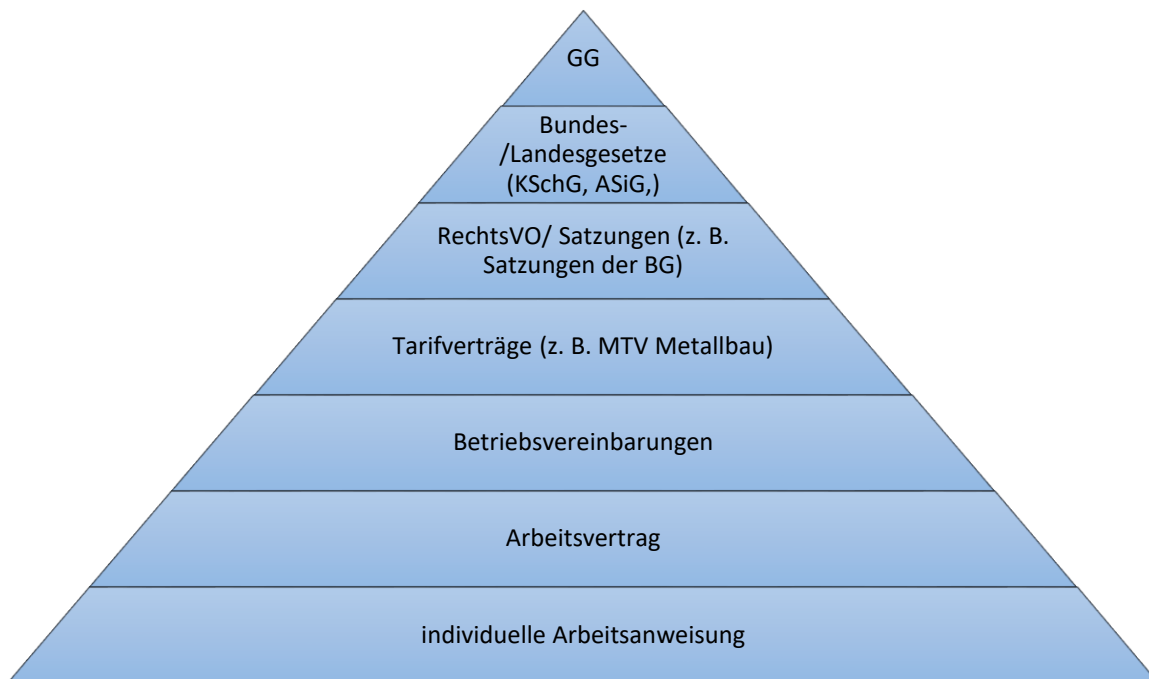 GG
Bundes-
/Landesgesetze
(KSchG, ASiG,)
RechtsVO/ Satzungen (z. B.
Satzungen der BG)
Tarifverträge (z. B. MTV Metallbau)
Betriebsvereinbarungen
Arbeitsvertrag
individuelle Arbeitsanweisung